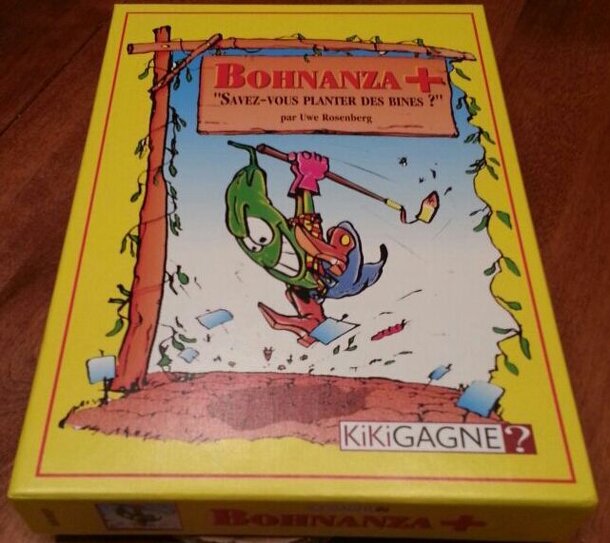 BOHNANZA +
"SAVEZ-VOUS PLANTER DES BINES ?"
par Uwe Rosenberg
KiKiGAGNE?
BOHNANZA +